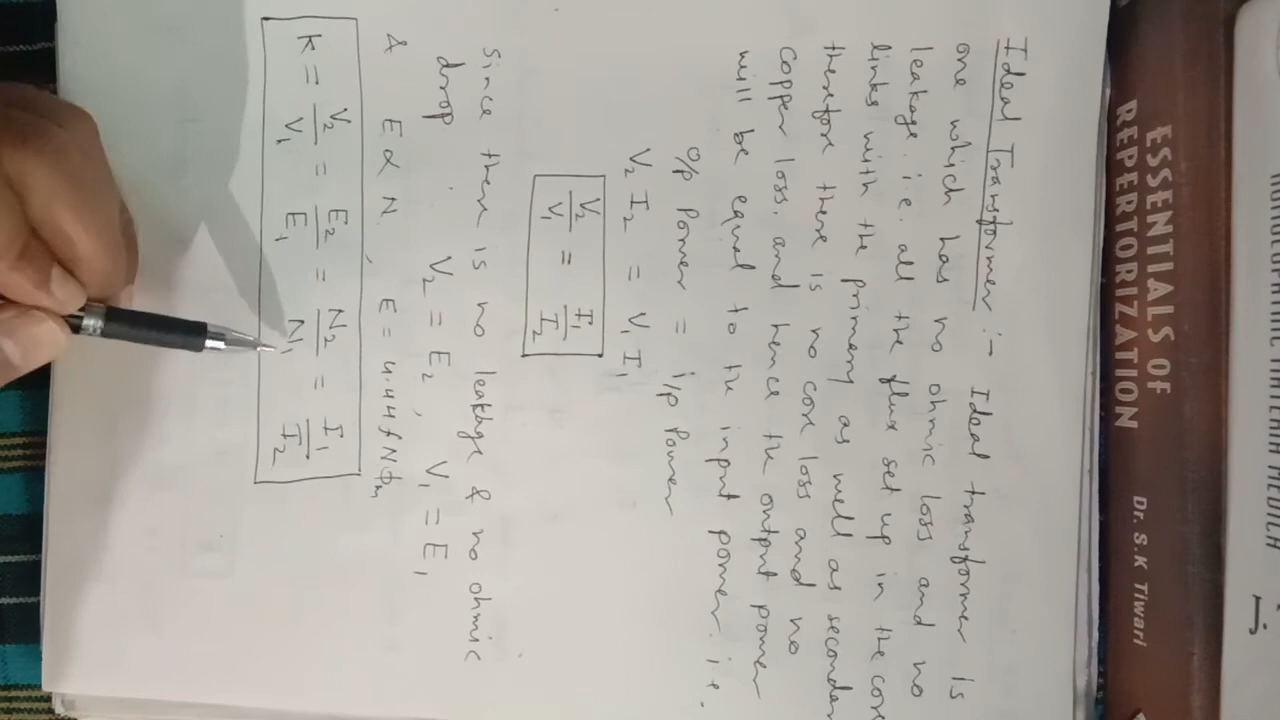 Ideal Transformer :- Ideal transformer is
one which has no ohmic loss and no
leakage. i.e. all the flux set up in the core
links with the primary as well as secondar
therefore there is no core loss and no
copper loss. and hence the output power
will be equal to the input power. i.e.
o/p Power = i/p Power
V₂ I₂ = V₁ I₁
V₂/V₁ = I₁/I₂
Since there is no leakage & no ohmic
drop . V₂ = E₂, V₁ = E₁
& E α N, E = 4.44 f N Φₘ
K = V₂/V₁ = E₂/E₁ = N₂/N₁ = I₁/I₂
ESSENTIALS OF
REPERTORIZATION
Dr. S.K Tiwari
MATERIA MEDICA